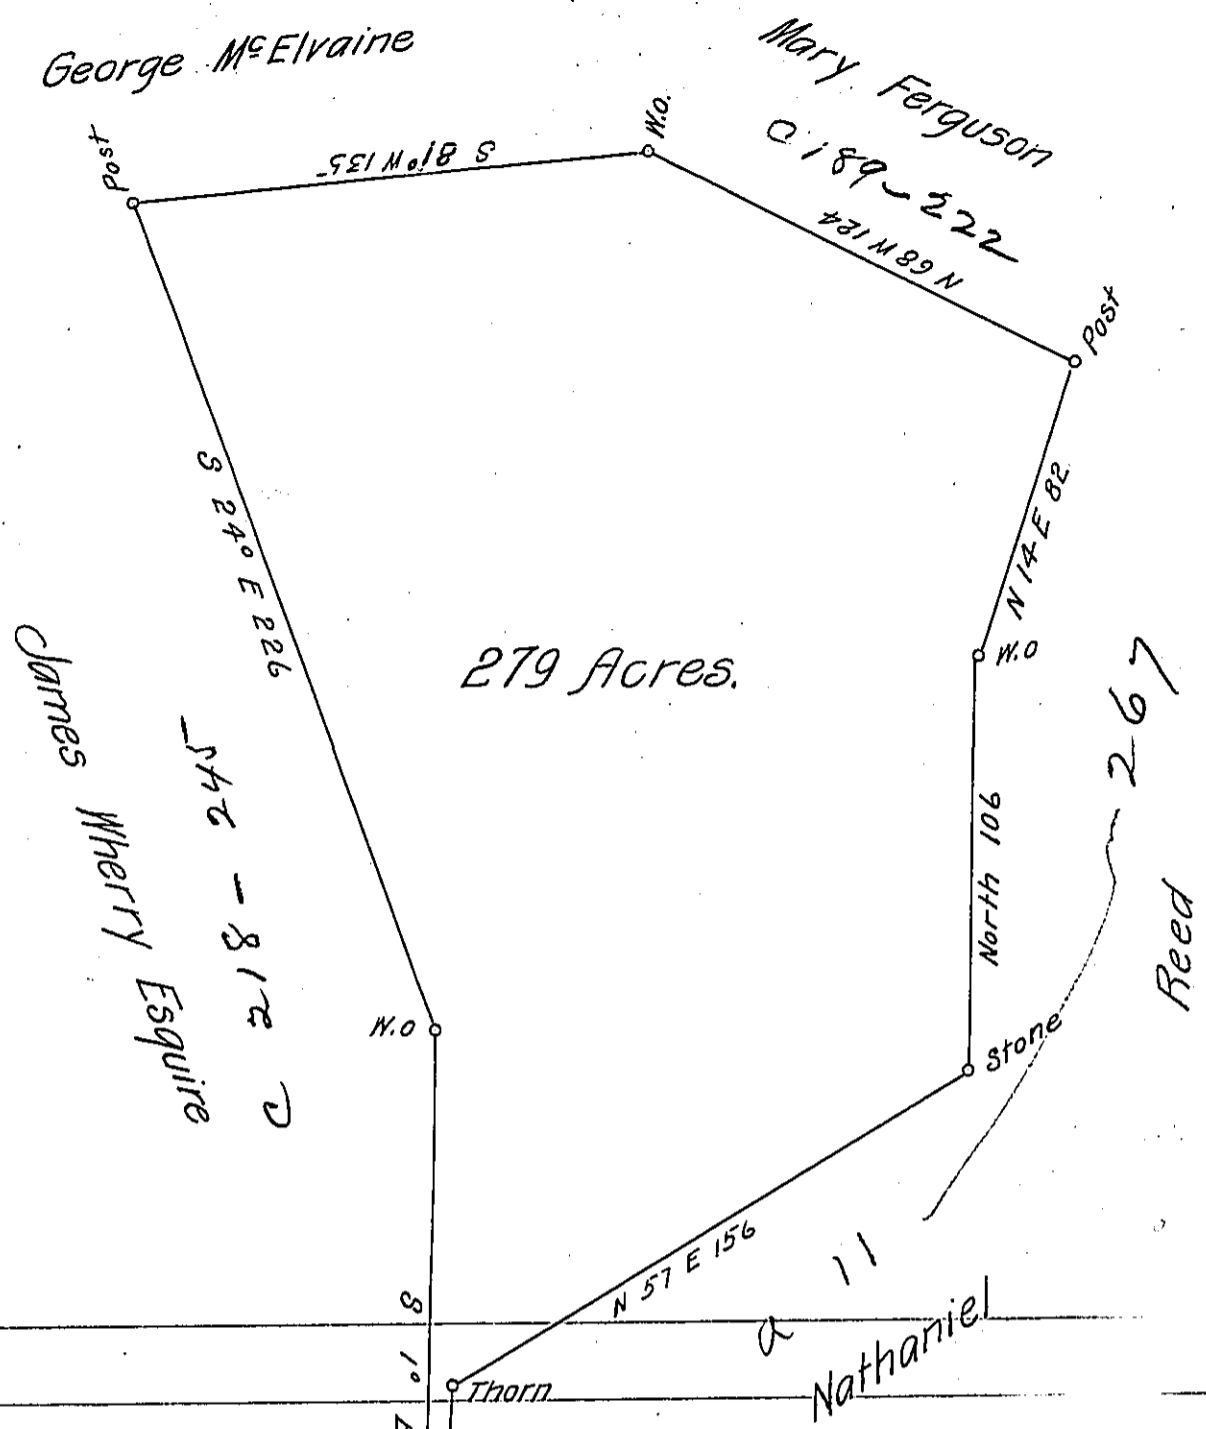 George McElvaine
Mary Ferguson
C 189-222
Post
S 81° W 135
W.O.
N 68 W 124
Post
N 14 E 82
W.O
S 24° E 226
279 Acres.
North 106
James Wherry Esquire
C 218 - 245
W.O
Stone
N 57 E 156
a 11 267
Nathaniel Reed
S 1°
Thorn